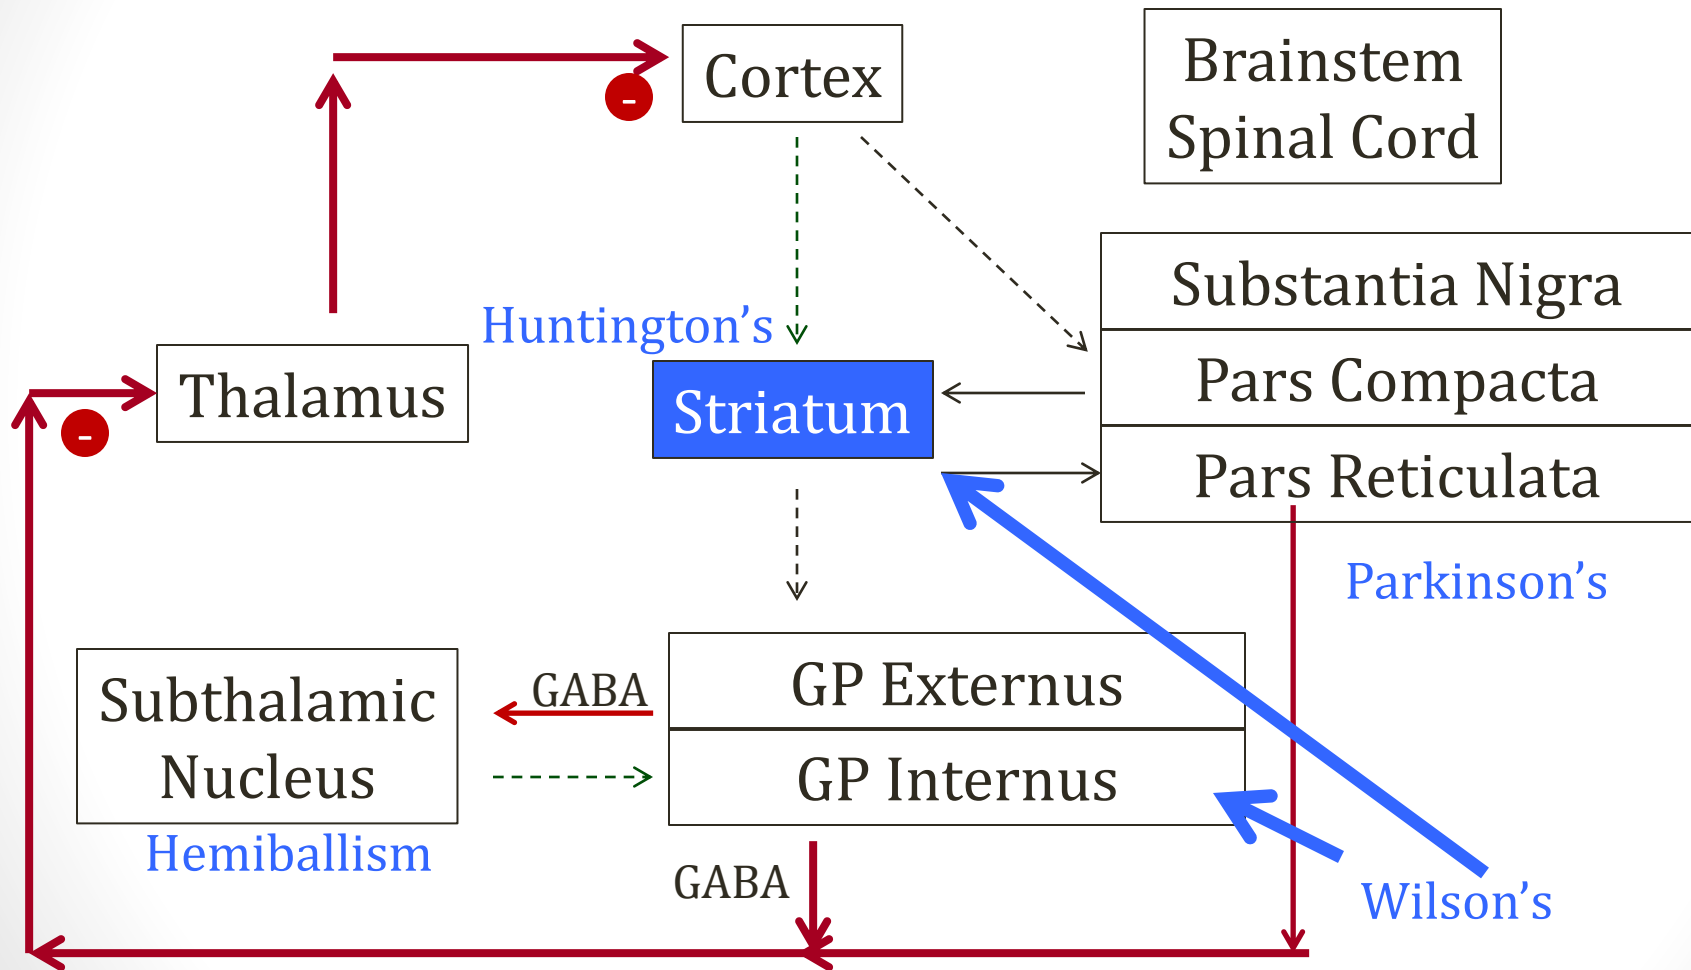 Cortex
Brainstem
Spinal Cord
-
Substantia Nigra
Huntington’s
Thalamus
Striatum
Pars Compacta
-
Pars Reticulata
Parkinson’s
Subthalamic
Nucleus
GABA
GP Externus
GP Internus
Hemiballism
GABA
Wilson’s